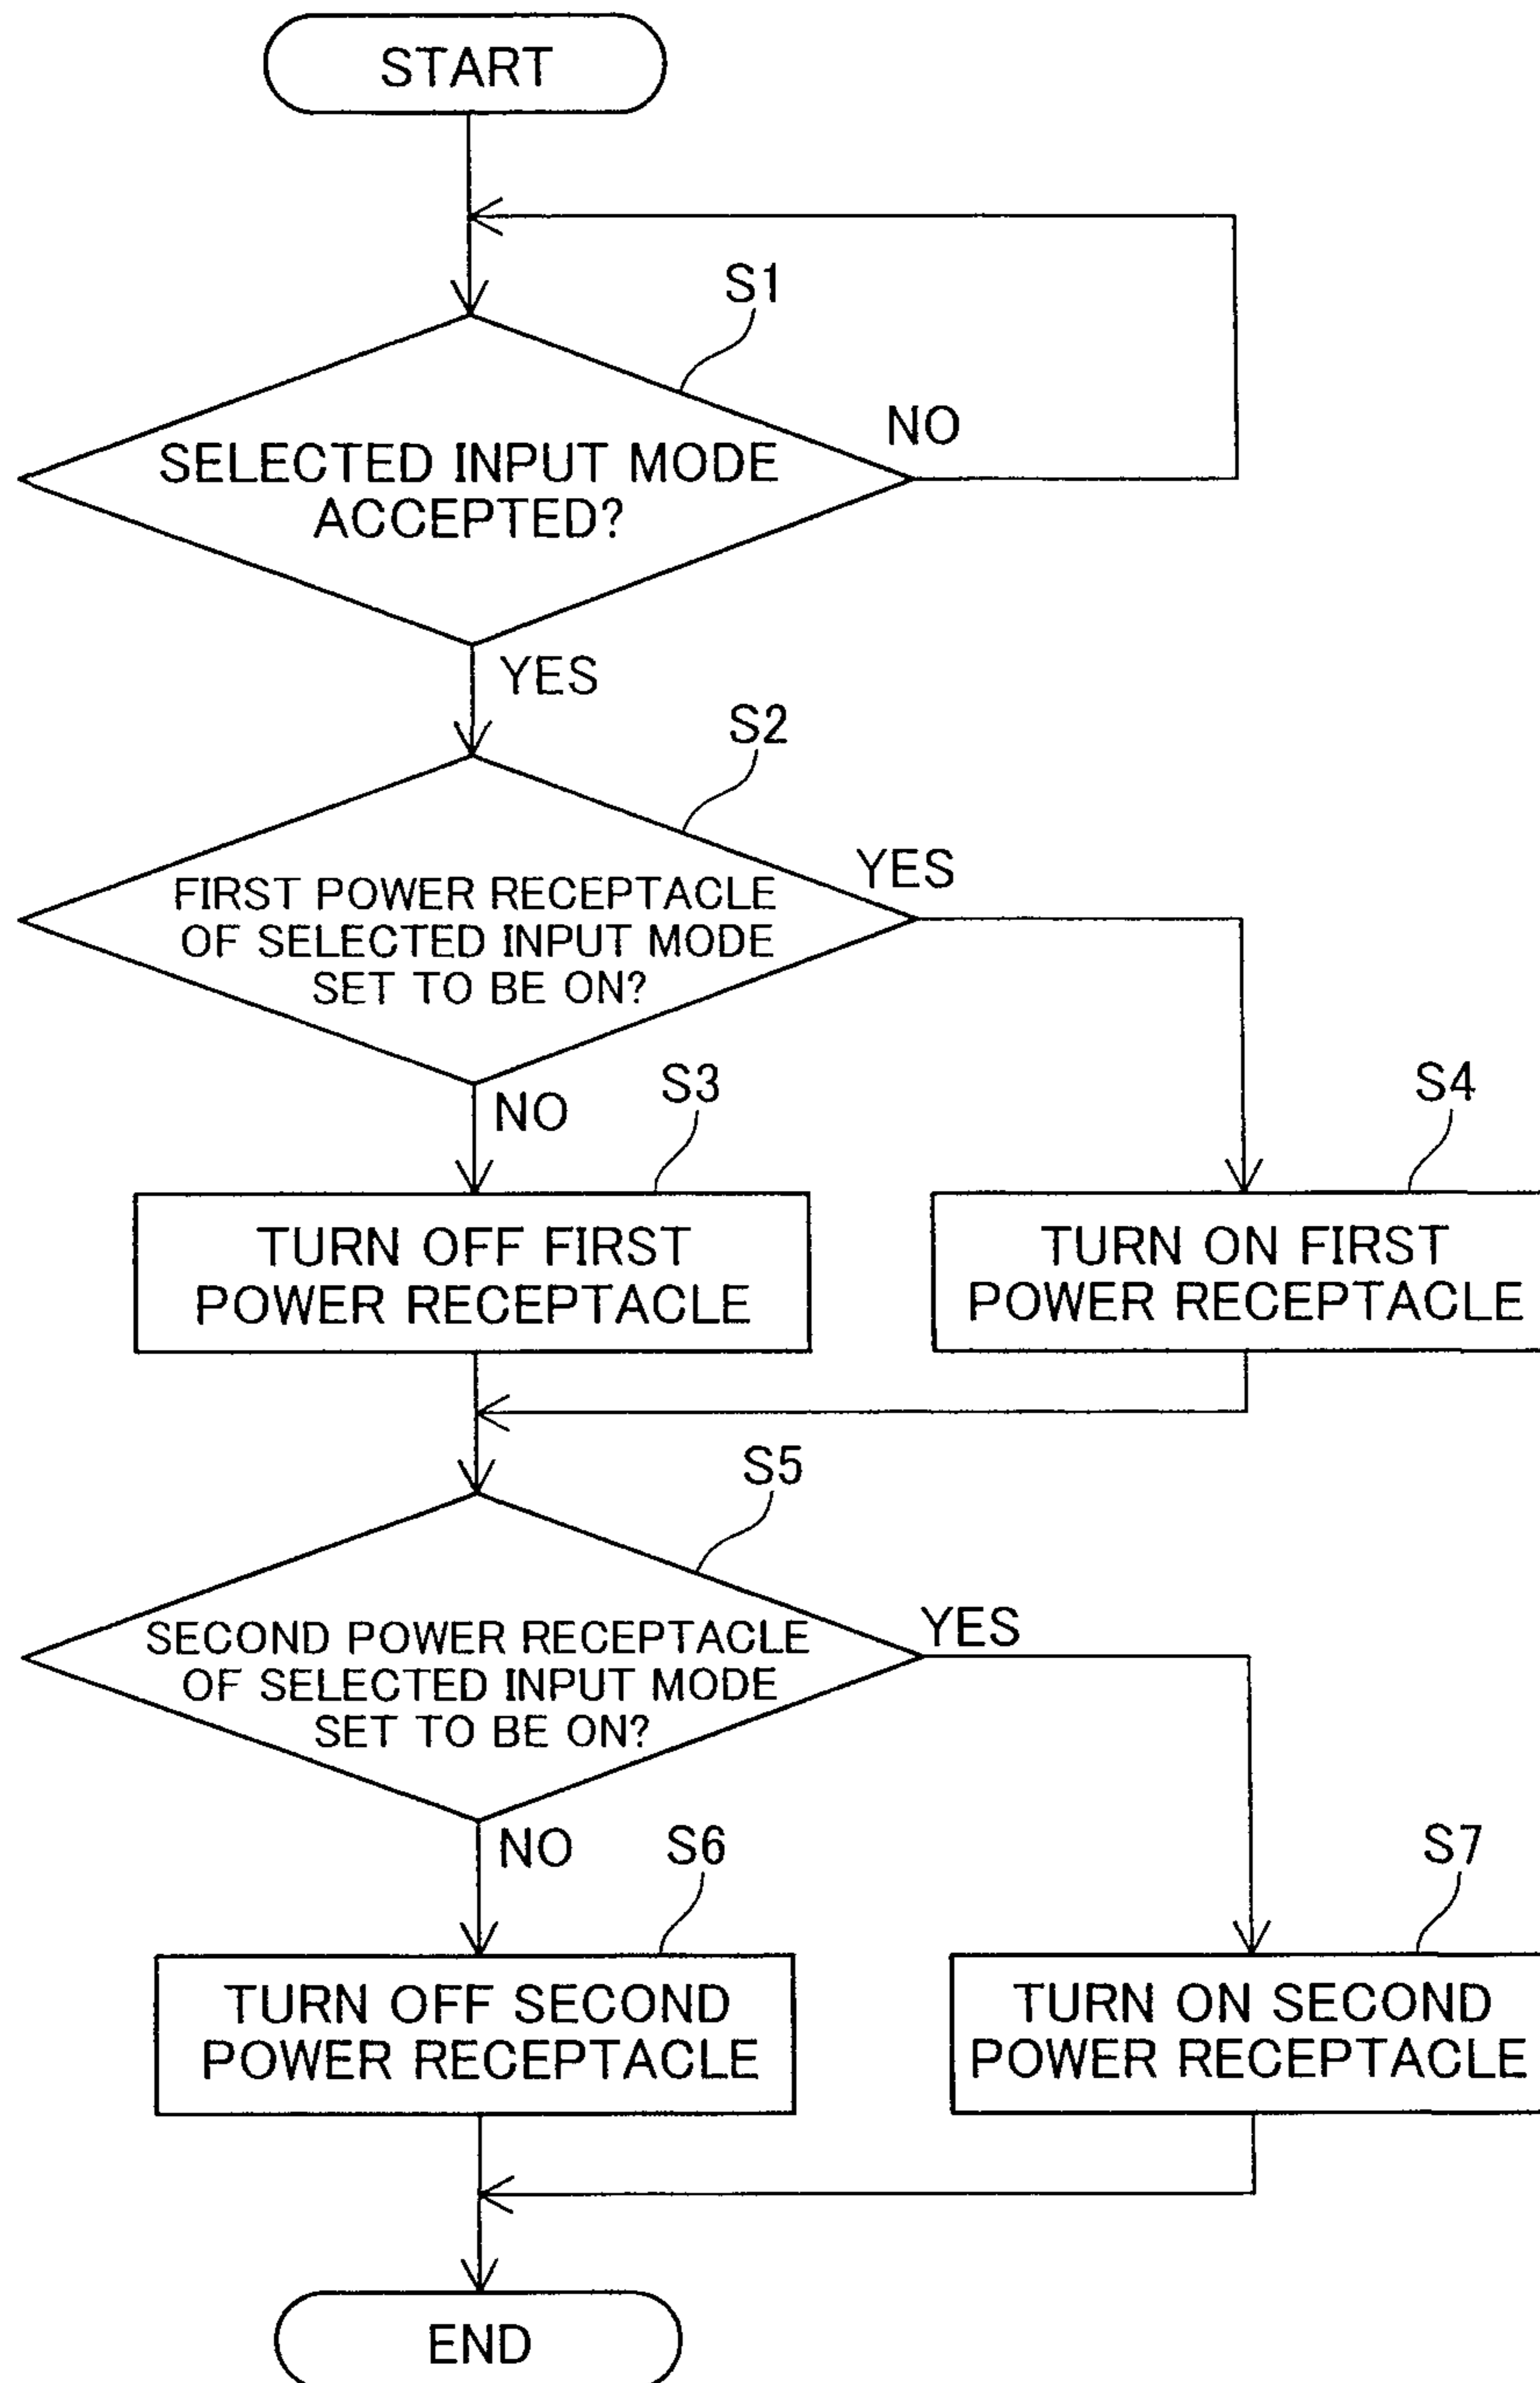 START
S1
NO
SELECTED INPUT MODE
ACCEPTED?
YES
S2
YES
FIRST POWER RECEPTACLE
OF SELECTED INPUT MODE
SET TO BE ON?
NO
S3
S4
TURN OFF FIRST
POWER RECEPTACLE
TURN ON FIRST
POWER RECEPTACLE
S5
YES
SECOND POWER RECEPTACLE
OF SELECTED INPUT MODE
SET TO BE ON?
NO
S6
S7
TURN OFF SECOND
POWER RECEPTACLE
TURN ON SECOND
POWER RECEPTACLE
END